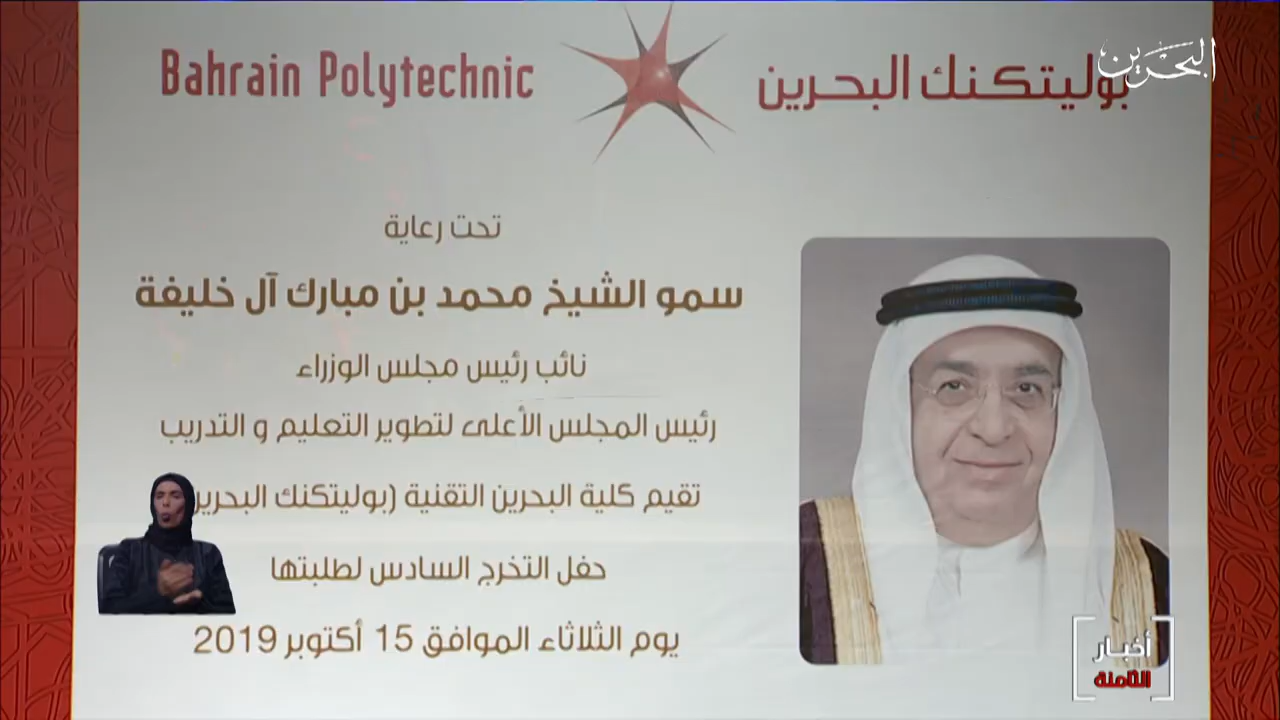 Bahrain Polytechnic
بوليتكنك البحرين
البحرين
تحت رعاية
سمو الشيخ محمد بن مبارك آل خليفة
نائب رئيس مجلس الوزراء
رئيس المجلس الأعلى لتطوير التعليم و التدريب
تقيم كلية البحرين التقنية (بوليتكنك البحرين
حفل التخرج السادس لطلبتها
يوم الثلاثاء الموافق 15 أكتوبر 2019
أخبار
الثامنة